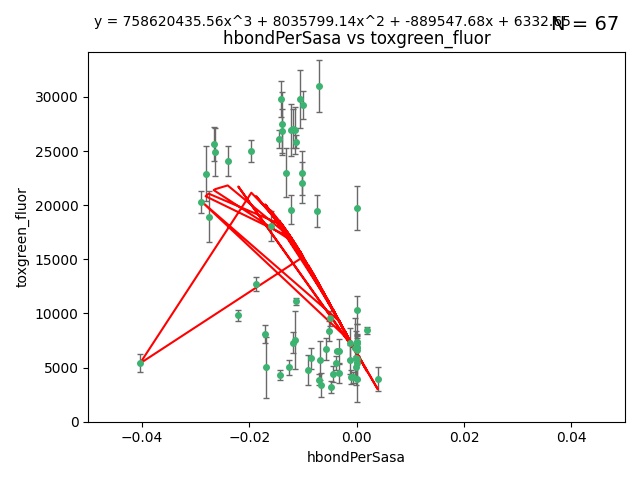 y = 758620435.56x^3 + 8035799.14x^2 + -889547.68x + 6332.65
N = 67
hbondPerSasa vs toxgreen_fluor
toxgreen_fluor
30000
25000
20000
15000
10000
5000
0
−0.04 −0.02 0.00 0.02 0.04
hbondPerSasa